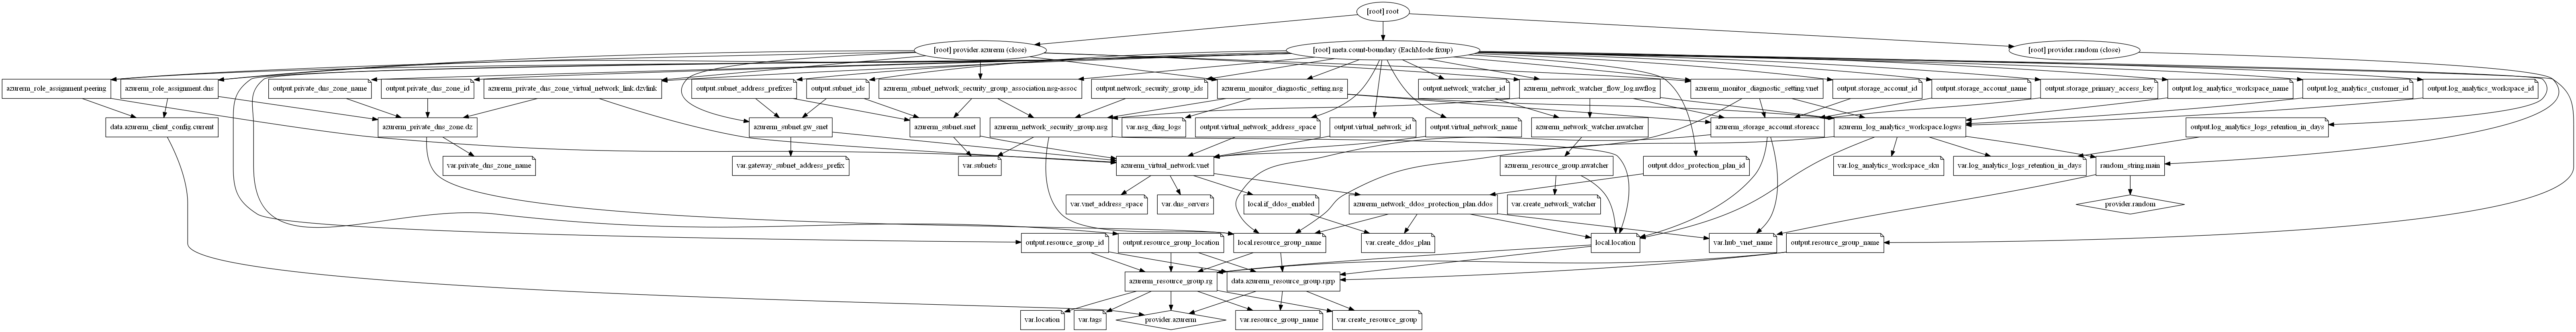 [root] root
[root] provider.azurerm (close)
[root] meta.count-boundary (EachMode fixup)
[root] provider.random (close)
azurerm_role_assignment.peering
azurerm_role_assignment.dns
output.private_dns_zone_name
output.private_dns_zone_id
azurerm_private_dns_zone_virtual_network_link.dzvlink
output.subnet_address_prefixes
output.subnet_ids
azurerm_subnet_network_security_group_association.nsg-assoc
output.network_security_group_ids
azurerm_monitor_diagnostic_setting.nsg
output.network_watcher_id
azurerm_network_watcher_flow_log.nwflog
azurerm_monitor_diagnostic_setting.vnet
output.storage_account_id
output.storage_account_name
output.storage_primary_access_key
output.log_analytics_workspace_name
output.log_analytics_customer_id
output.log_analytics_workspace_id
data.azurerm_client_config.current
azurerm_private_dns_zone.dz
azurerm_subnet.gw_snet
azurerm_subnet.snet
azurerm_network_security_group.nsg
var.nsg_diag_logs
output.virtual_network_address_space
output.virtual_network_id
output.virtual_network_name
azurerm_network_watcher.nwatcher
azurerm_storage_account.storeacc
azurerm_log_analytics_workspace.logws
output.log_analytics_logs_retention_in_days
var.private_dns_zone_name
var.gateway_subnet_address_prefix
var.subnets
azurerm_virtual_network.vnet
azurerm_resource_group.nwatcher
output.ddos_protection_plan_id
var.log_analytics_workspace_sku
var.log_analytics_logs_retention_in_days
random_string.main
var.vnet_address_space
var.dns_servers
local.if_ddos_enabled
azurerm_network_ddos_protection_plan.ddos
var.create_network_watcher
provider.random
output.resource_group_id
output.resource_group_location
local.resource_group_name
var.create_ddos_plan
local.location
var.hub_vnet_name
output.resource_group_name
azurerm_resource_group.rg
data.azurerm_resource_group.rgrp
var.location
var.tags
provider.azurerm
var.resource_group_name
var.create_resource_group